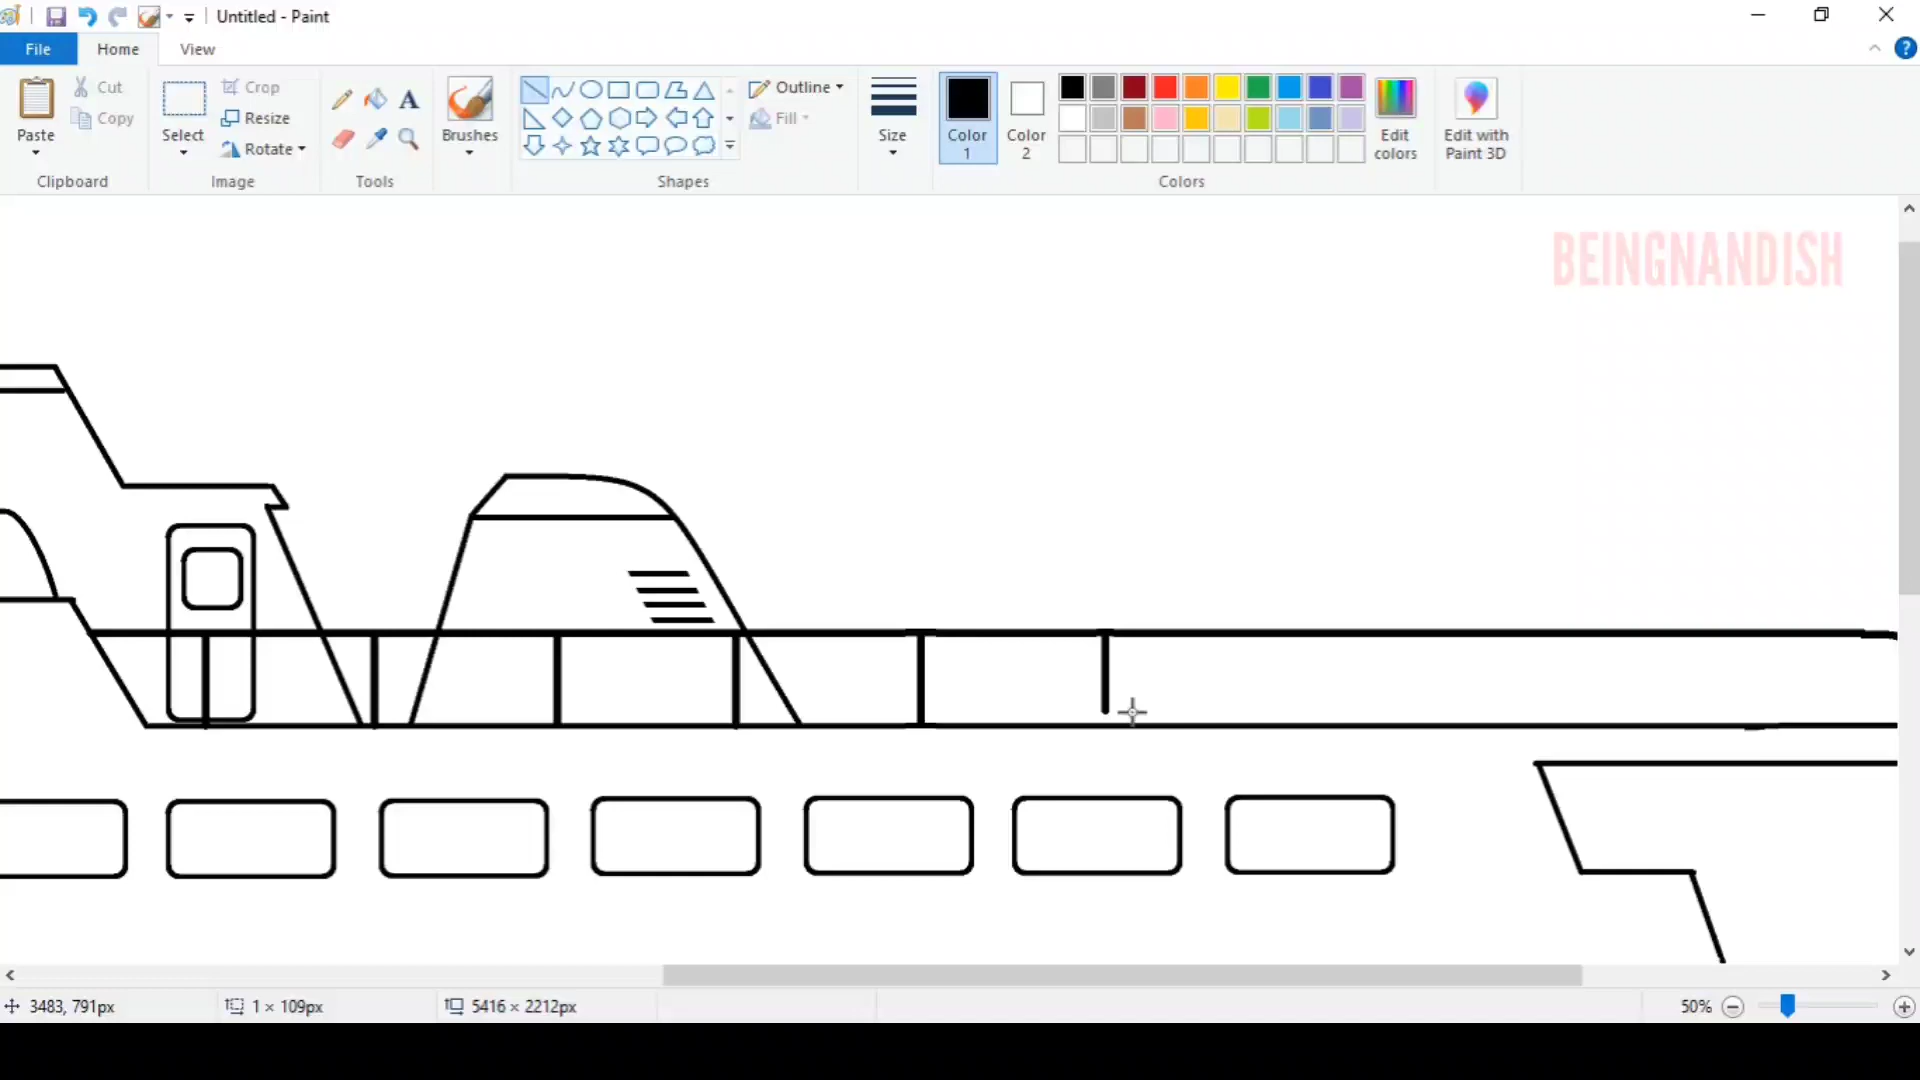 Untitled - Paint
File Home View
Paste Cut Copy Clipboard
Select Crop Resize Rotate Image
Tools
Brushes
Shapes Outline Fill
Size
Color 1 Color 2 Edit colors Colors
Edit with Paint 3D
BEINGNANDISH
3483, 791px 1 × 109px 5416 × 2212px 50%